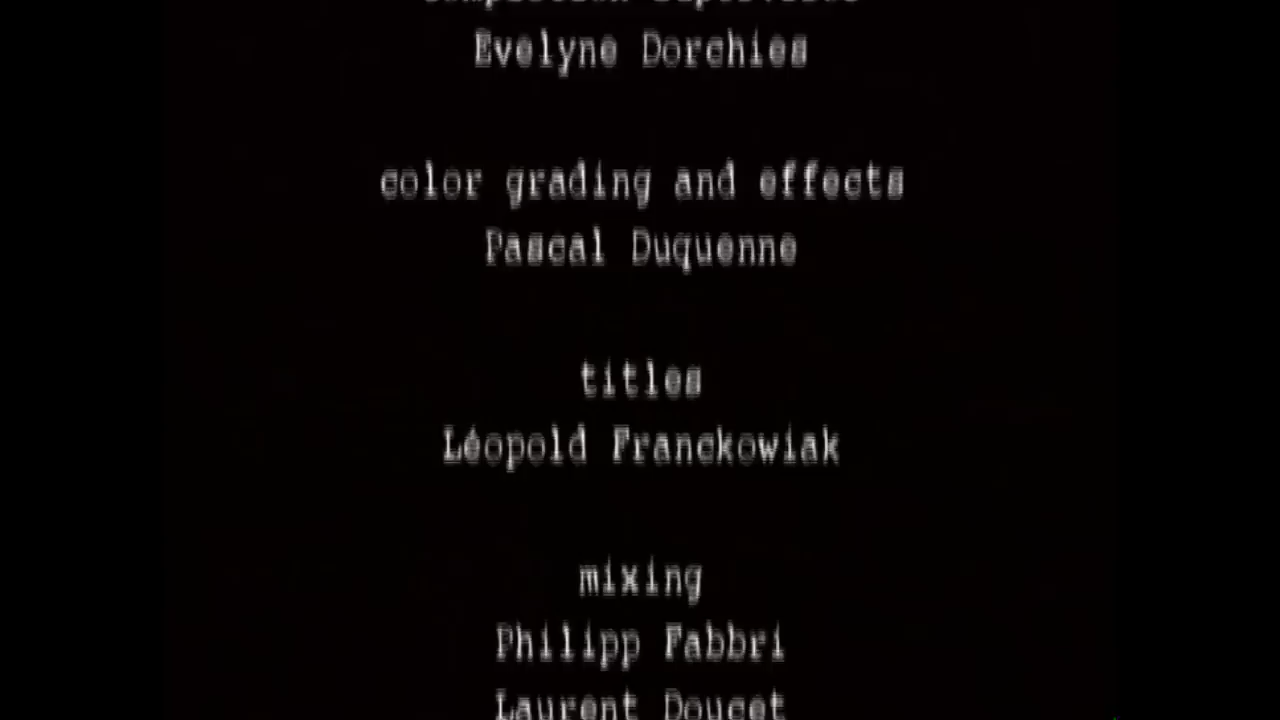 Evelyne Dorchies
color grading and effects
Pascal Duquenne
titles
Léopold Franckowiak
mixing
Philipp Fabbri
Laurent Doucet